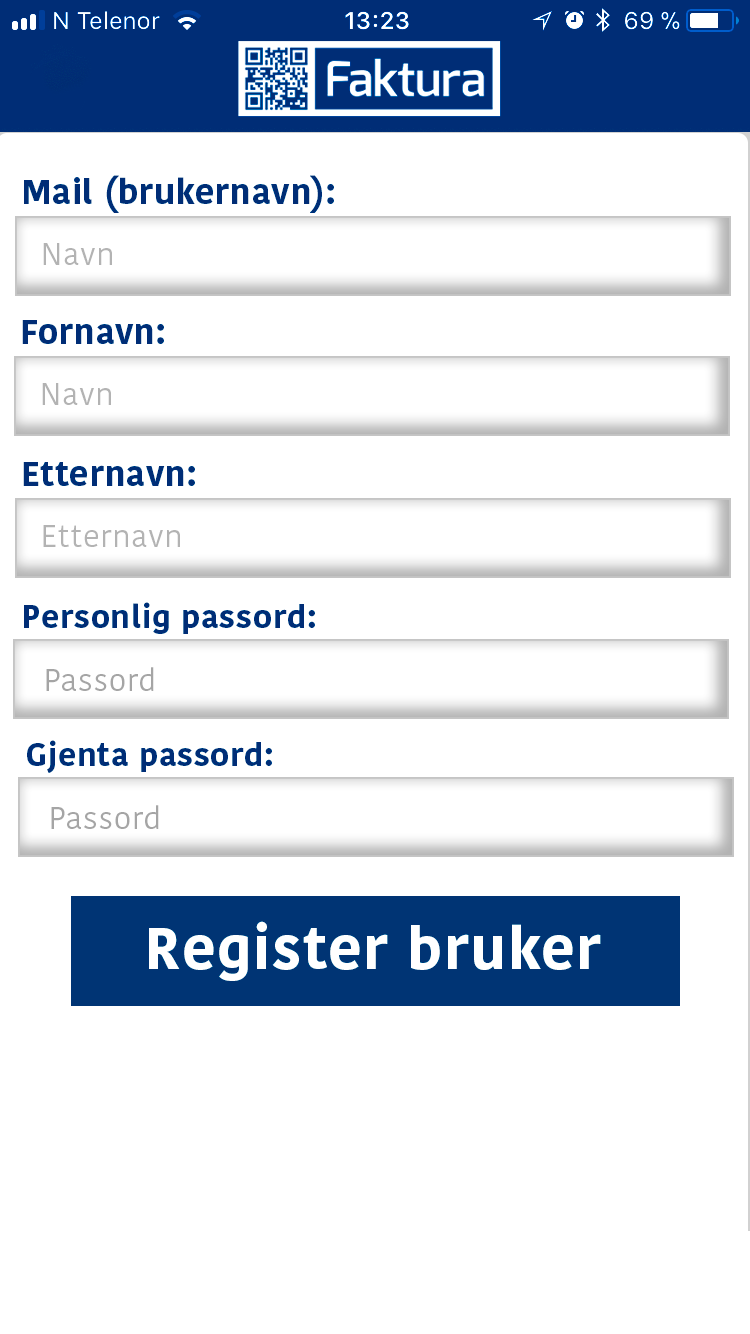 N Telenor 13:23 69 %
Faktura
Mail (brukernavn):
Navn
Fornavn:
Navn
Etternavn:
Etternavn
Personlig passord:
Passord
Gjenta passord:
Passord
Register bruker